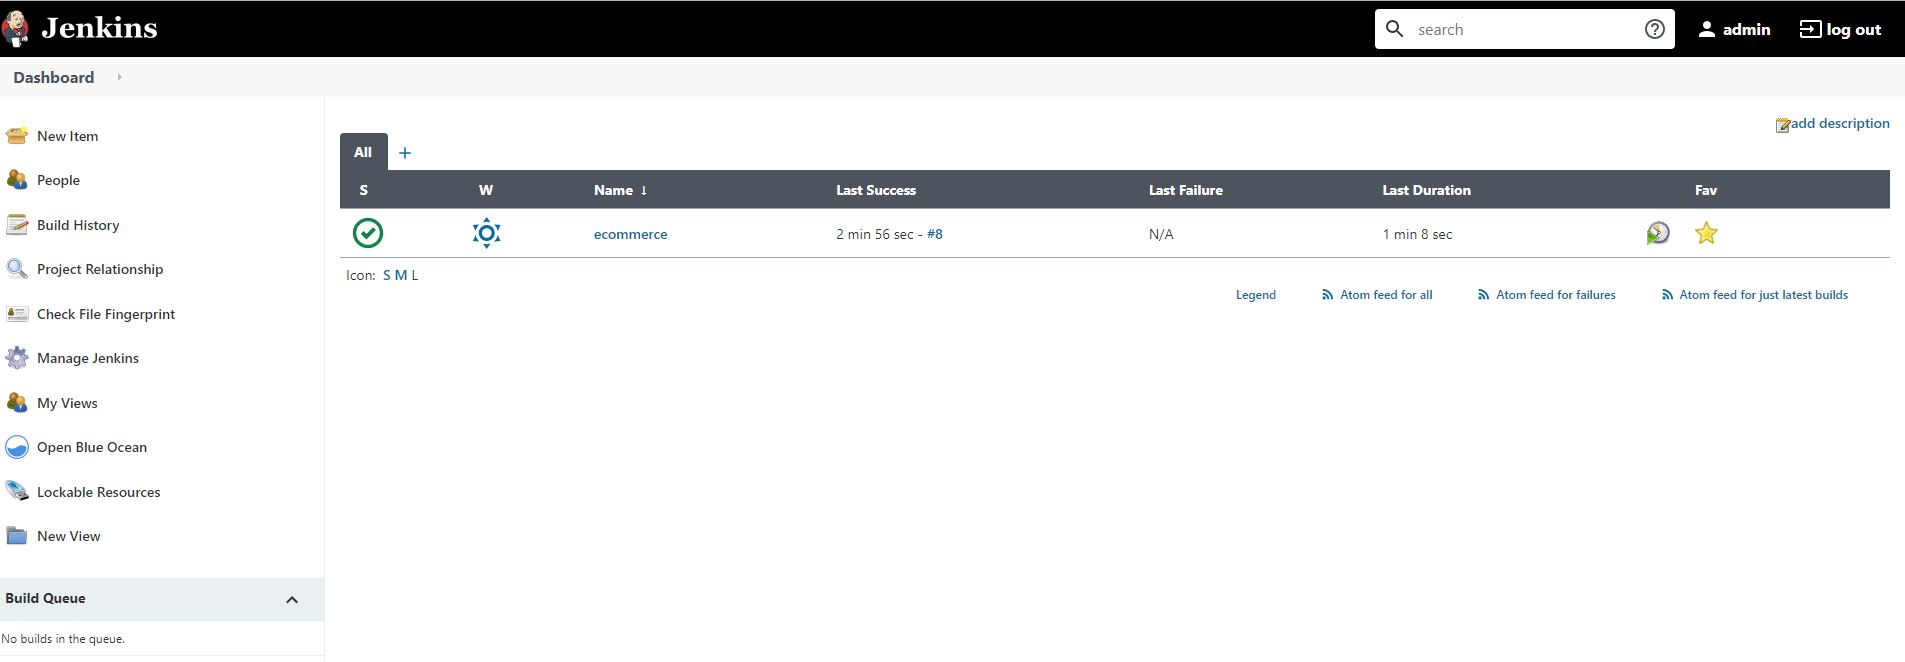 Jenkins
search
admin
log out
Dashboard
New Item
People
Build History
Project Relationship
Check File Fingerprint
Manage Jenkins
My Views
Open Blue Ocean
Lockable Resources
New View
Build Queue
No builds in the queue.
add description
All +
S W Name ↓ Last Success Last Failure Last Duration Fav
ecommerce 2 min 56 sec - #8 N/A 1 min 8 sec
Icon: S M L
Legend Atom feed for all Atom feed for failures Atom feed for just latest builds